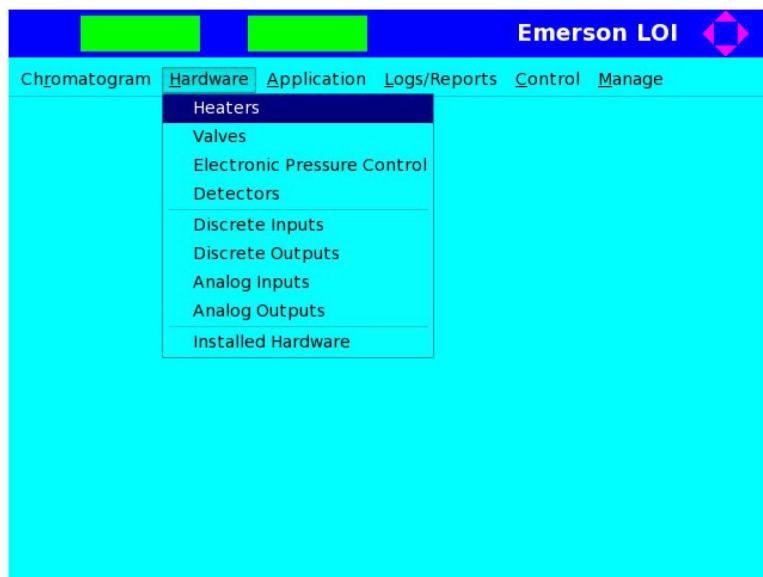 Emerson LOI
Chromatogram Hardware Application Logs/Reports Control Manage
Heaters
Valves
Electronic Pressure Control
Detectors
Discrete Inputs
Discrete Outputs
Analog Inputs
Analog Outputs
Installed Hardware